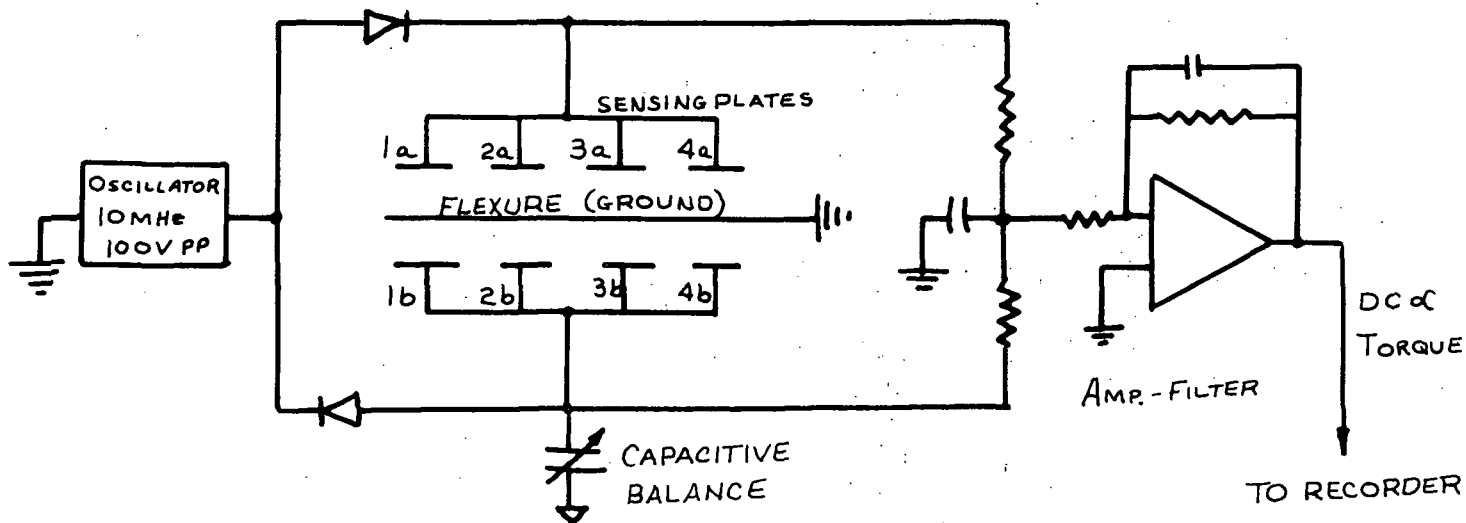 SENSING PLATES
1a 2a 3a 4a
OSCILLATOR
10MHe
100V PP
FLEXURE (GROUND)
1b 2b 3b 4b
DC ∝
TORQUE
AMP.-FILTER
CAPACITIVE
BALANCE
TO RECORDER